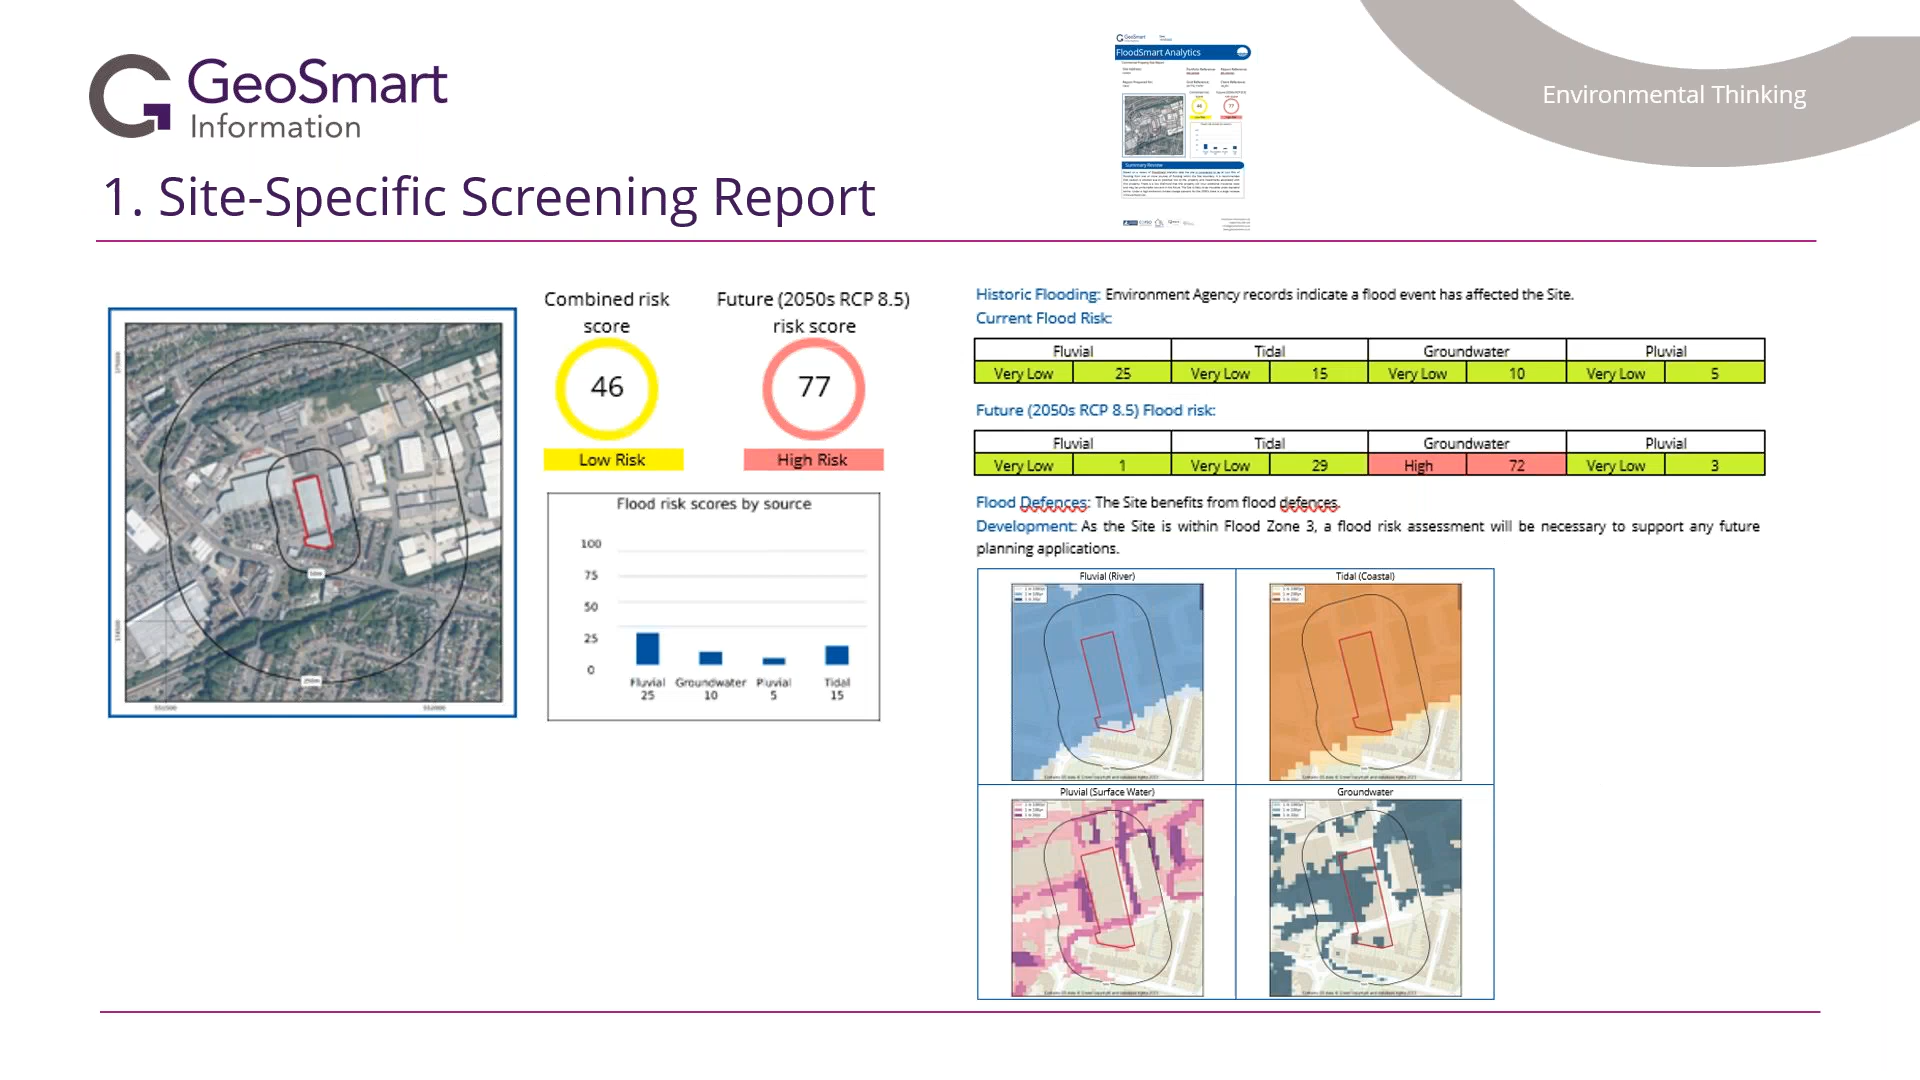 GeoSmart
Information
FloodSmart Analytics
Summary Review
Environmental Thinking
1. Site-Specific Screening Report
Combined risk
score
46
Low Risk
Future (2050s RCP 8.5)
risk score
77
High Risk
Flood risk scores by source
100
75
50
25
0
Fluvial Groundwater Pluvial Tidal
25 10 5 15
Historic Flooding: Environment Agency records indicate a flood event has affected the Site.
Current Flood Risk:
Fluvial Tidal Groundwater Pluvial
Very Low 25 Very Low 15 Very Low 10 Very Low 5
Future (2050s RCP 8.5) Flood risk:
Fluvial Tidal Groundwater Pluvial
Very Low 1 Very Low 29 High 72 Very Low 3
Flood Defences: The Site benefits from flood defences.
Development: As the Site is within Flood Zone 3, a flood risk assessment will be necessary to support any future
planning applications.
Fluvial (River) Tidal (Coastal)
Pluvial (Surface Water) Groundwater